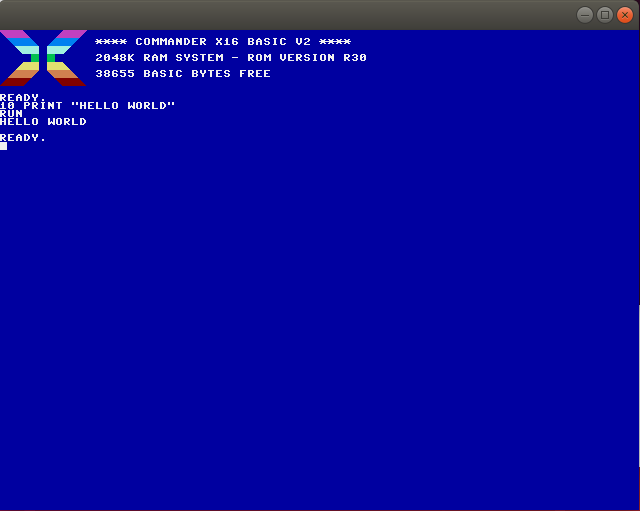 **** COMMANDER X16 BASIC V2 ****
2048K RAM SYSTEM - ROM VERSION R30
38655 BASIC BYTES FREE
READY.
10 PRINT "HELLO WORLD"
RUN
HELLO WORLD
READY.